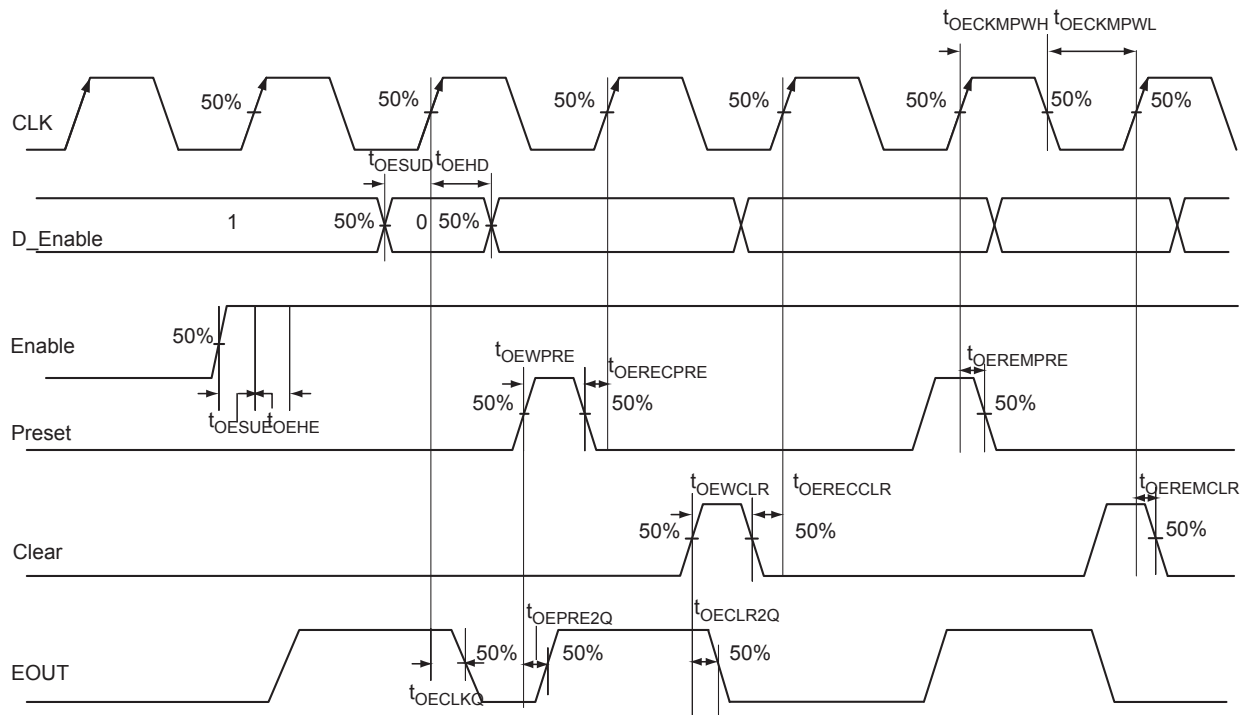 tOECKMPWH tOECKMPWL
CLK
50% 50% 50% 50% 50% 50% 50%
tOESUD tOEHD
D_Enable
1 50% 0 50%
Enable
50%
tOESUE tOEHE
tOEWPRE tOERECPRE tOEREMPRE
Preset
50% 50% 50%
tOEWCLR tOERECCLR tOEREMCLR
Clear
50% 50% 50%
tOEPRE2Q tOECLR2Q
EOUT
50% 50% 50%
tOECLKQ